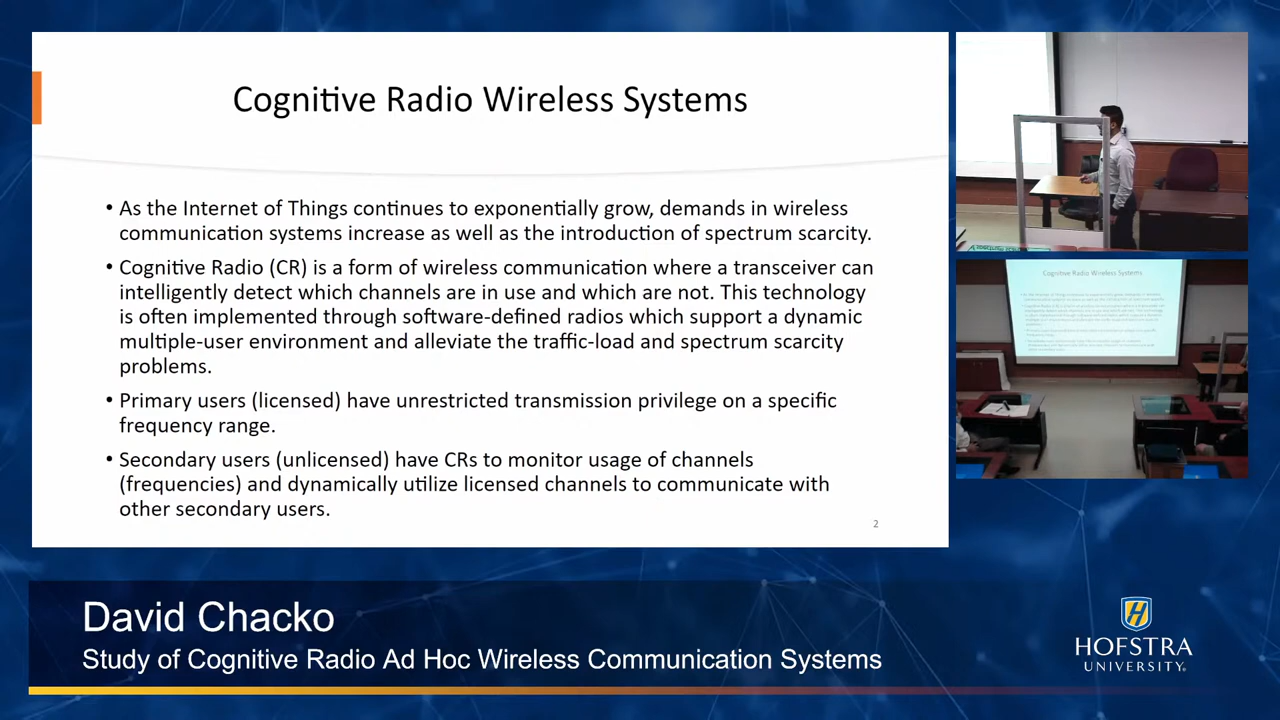 Cognitive Radio Wireless Systems
• As the Internet of Things continues to exponentially grow, demands in wireless
communication systems increase as well as the introduction of spectrum scarcity.
• Cognitive Radio (CR) is a form of wireless communication where a transceiver can
intelligently detect which channels are in use and which are not. This technology
is often implemented through software-defined radios which support a dynamic
multiple-user environment and alleviate the traffic-load and spectrum scarcity
problems.
• Primary users (licensed) have unrestricted transmission privilege on a specific
frequency range.
• Secondary users (unlicensed) have CRs to monitor usage of channels
(frequencies) and dynamically utilize licensed channels to communicate with
other secondary users.
2
Cognitive Radio Wireless Systems
David Chacko
Study of Cognitive Radio Ad Hoc Wireless Communication Systems
H
HOFSTRA
UNIVERSITY®